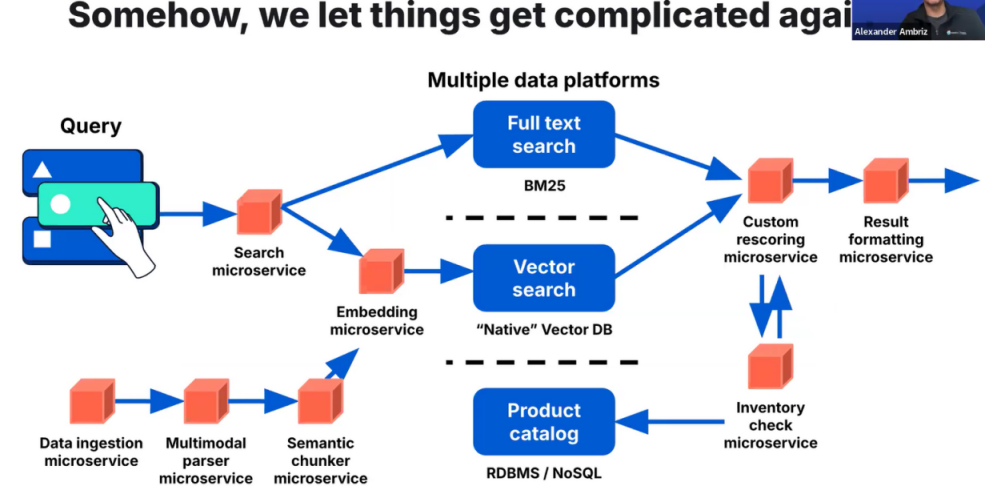 Somehow, we let things get complicated agai
Alexander Ambriz
Multiple data platforms
Query
Full text
search
BM25
Search
microservice
Custom
rescoring
microservice
Result
formatting
microservice
Vector
search
"Native" Vector DB
Embedding
microservice
Data ingestion
microservice
Multimodal
parser
microservice
Semantic
chunker
microservice
Product
catalog
RDBMS / NoSQL
Inventory
check
microservice